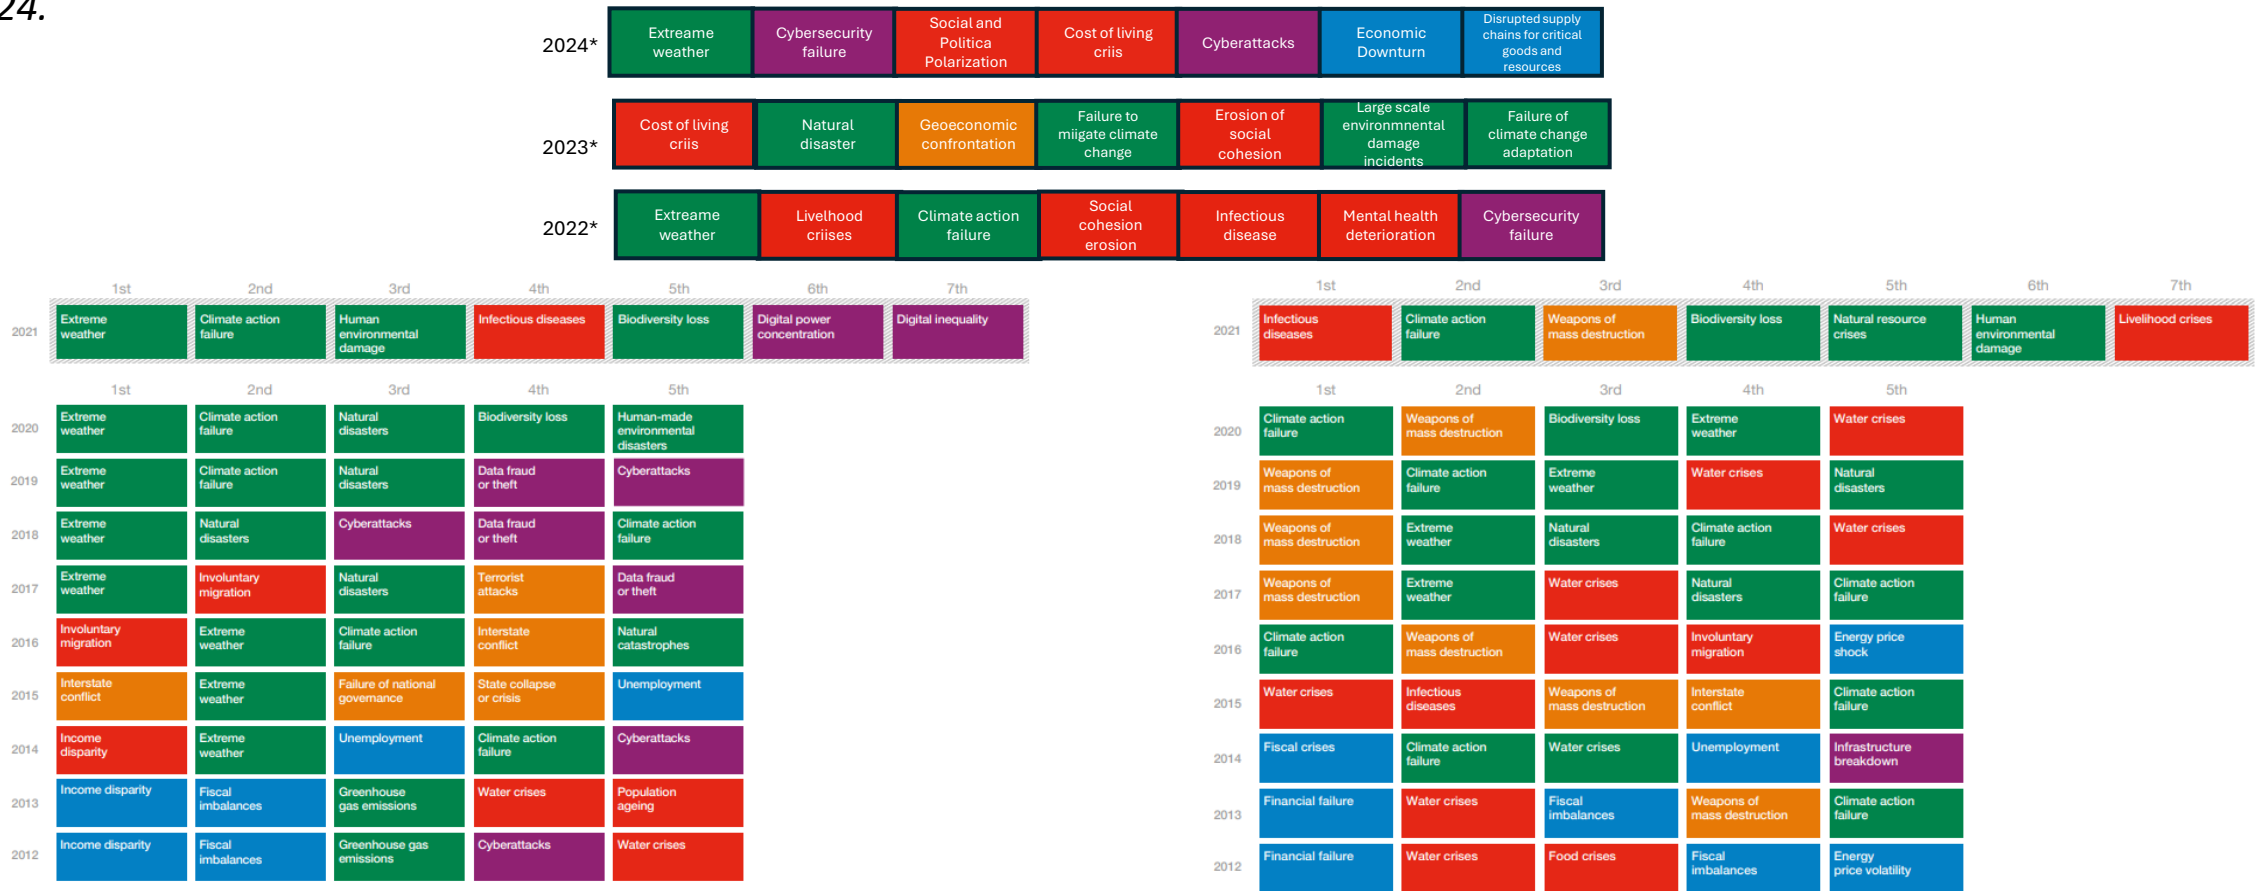 24.
2024*
Extreame
weather
Cybersecurity
failure
Social and
Politica
Polarization
Cost of living
criis
Cyberattacks
Economic
Downturn
Disrupted supply
chains for critical
goods and
resources
2023*
Cost of living
criis
Natural
disaster
Geoeconomic
confrontation
Failure to
miigate climate
change
Erosion of
social
cohesion
Large scale
environmnental
damage
incidents
Failure of
climate change
adaptation
2022*
Extreame
weather
Livelhood
criises
Climate action
failure
Social
cohesion
erosion
Infectious
disease
Mental health
deterioration
Cybersecurity
failure
1st 2nd 3rd 4th 5th 6th 7th
2021
Extreme
weather
Climate action
failure
Human
environmental
damage
Infectious diseases
Biodiversity loss
Digital power
concentration
Digital inequality
1st 2nd 3rd 4th 5th
2020
Extreme
weather
Climate action
failure
Natural
disasters
Biodiversity loss
Human-made
environmental
disasters
2019
Extreme
weather
Climate action
failure
Natural
disasters
Data fraud
or theft
Cyberattacks
2018
Extreme
weather
Natural
disasters
Cyberattacks
Data fraud
or theft
Climate action
failure
2017
Extreme
weather
Involuntary
migration
Natural
disasters
Terrorist
attacks
Data fraud
or theft
2016
Involuntary
migration
Extreme
weather
Climate action
failure
Interstate
conflict
Natural
catastrophes
2015
Interstate
conflict
Extreme
weather
Failure of national
governance
State collapse
or crisis
Unemployment
2014
Income
disparity
Extreme
weather
Unemployment
Climate action
failure
Cyberattacks
2013
Income disparity
Fiscal
imbalances
Greenhouse
gas emissions
Water crises
Population
ageing
2012
Income disparity
Fiscal
imbalances
Greenhouse gas
emissions
Cyberattacks
Water crises
1st 2nd 3rd 4th 5th 6th 7th
2021
Infectious
diseases
Climate action
failure
Weapons of
mass destruction
Biodiversity loss
Natural resource
crises
Human
environmental
damage
Livelihood crises
1st 2nd 3rd 4th 5th
2020
Climate action
failure
Weapons of
mass destruction
Biodiversity loss
Extreme
weather
Water crises
2019
Weapons of
mass destruction
Climate action
failure
Extreme
weather
Water crises
Natural
disasters
2018
Weapons of
mass destruction
Extreme
weather
Natural
disasters
Climate action
failure
Water crises
2017
Weapons of
mass destruction
Extreme
weather
Water crises
Natural
disasters
Climate action
failure
2016
Climate action
failure
Weapons of
mass destruction
Water crises
Involuntary
migration
Energy price
shock
2015
Water crises
Infectious
diseases
Weapons of
mass destruction
Interstate
conflict
Climate action
failure
2014
Fiscal crises
Climate action
failure
Water crises
Unemployment
Infrastructure
breakdown
2013
Financial failure
Water crises
Fiscal
imbalances
Weapons of
mass destruction
Climate action
failure
2012
Financial failure
Water crises
Food crises
Fiscal
imbalances
Energy
price volatility